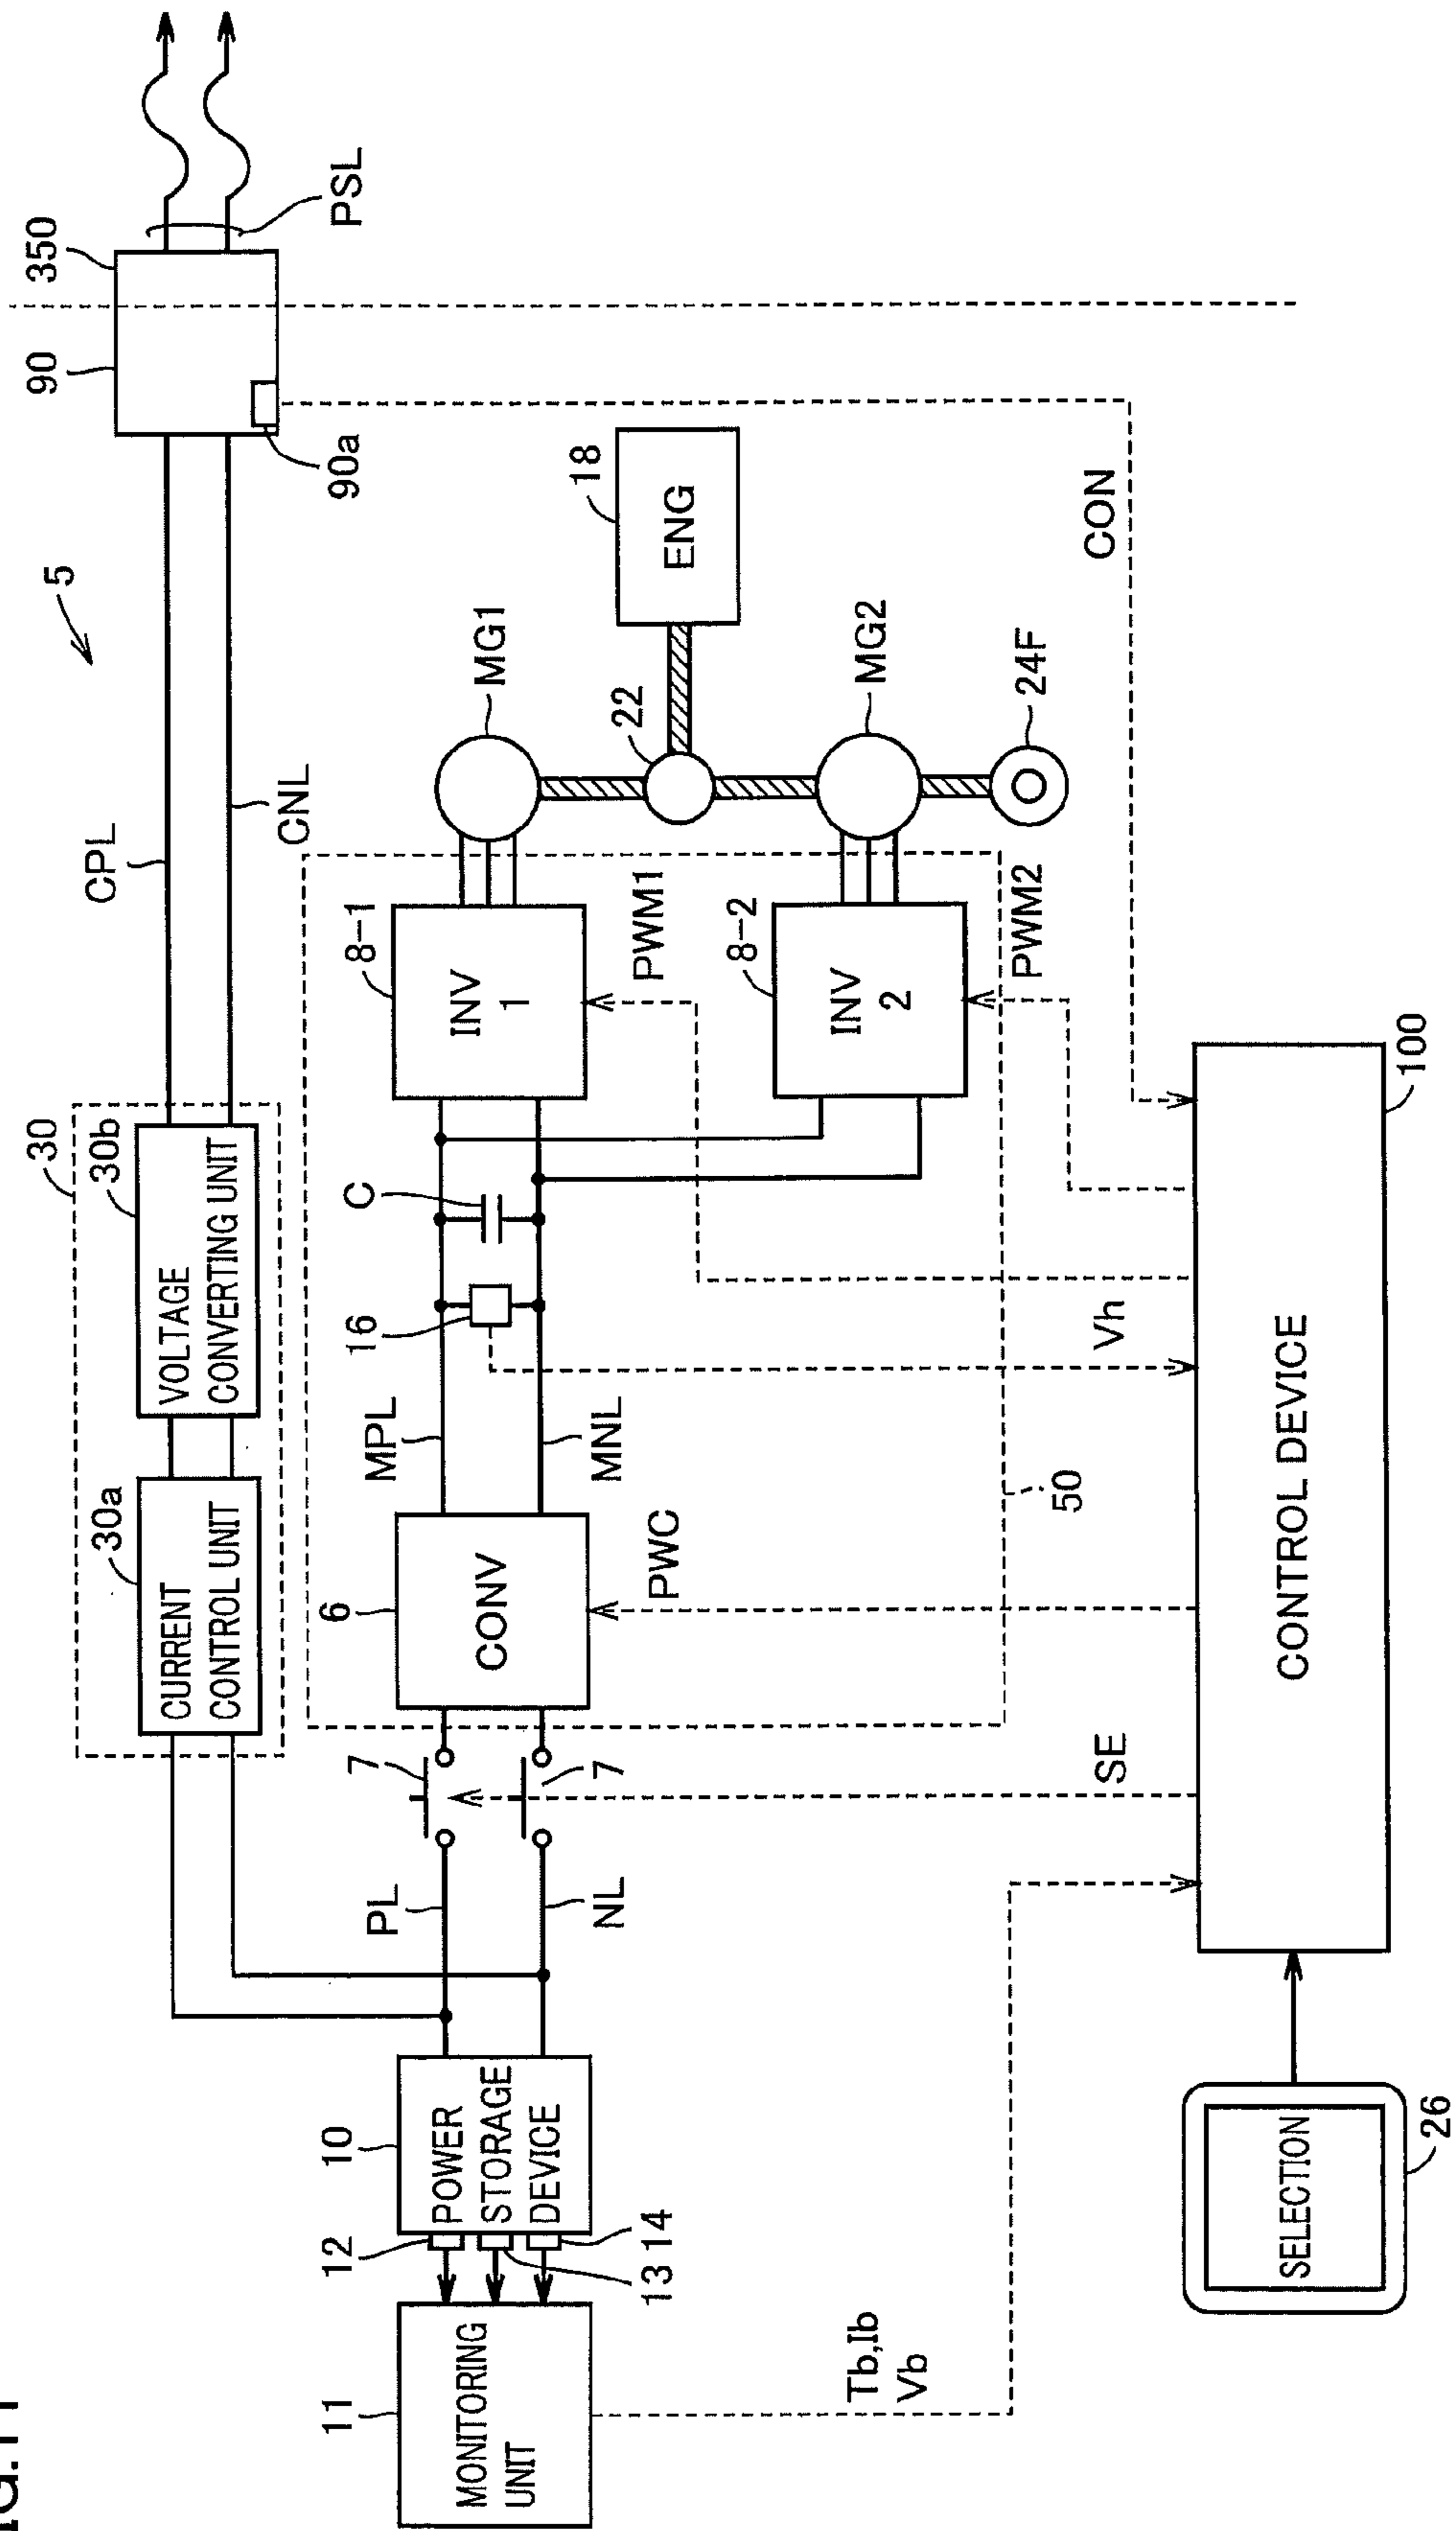 5
90
350
PSL
90a
CPL
CNL
30
30a
CURRENT
CONTROL UNIT
30b
VOLTAGE
CONVERTING UNIT
11
MONITORING
UNIT
12
13
14
10
POWER
STORAGE
DEVICE
PL
NL
7
7
6
CONV
MPL
MNL
16
C
8-1
INV
1
8-2
INV
2
MG1
22
18
ENG
MG2
24F
PWM1
PWM2
PWC
50
Tb,Ib
Vb
SE
Vh
CON
26
SELECTION
CONTROL DEVICE
100